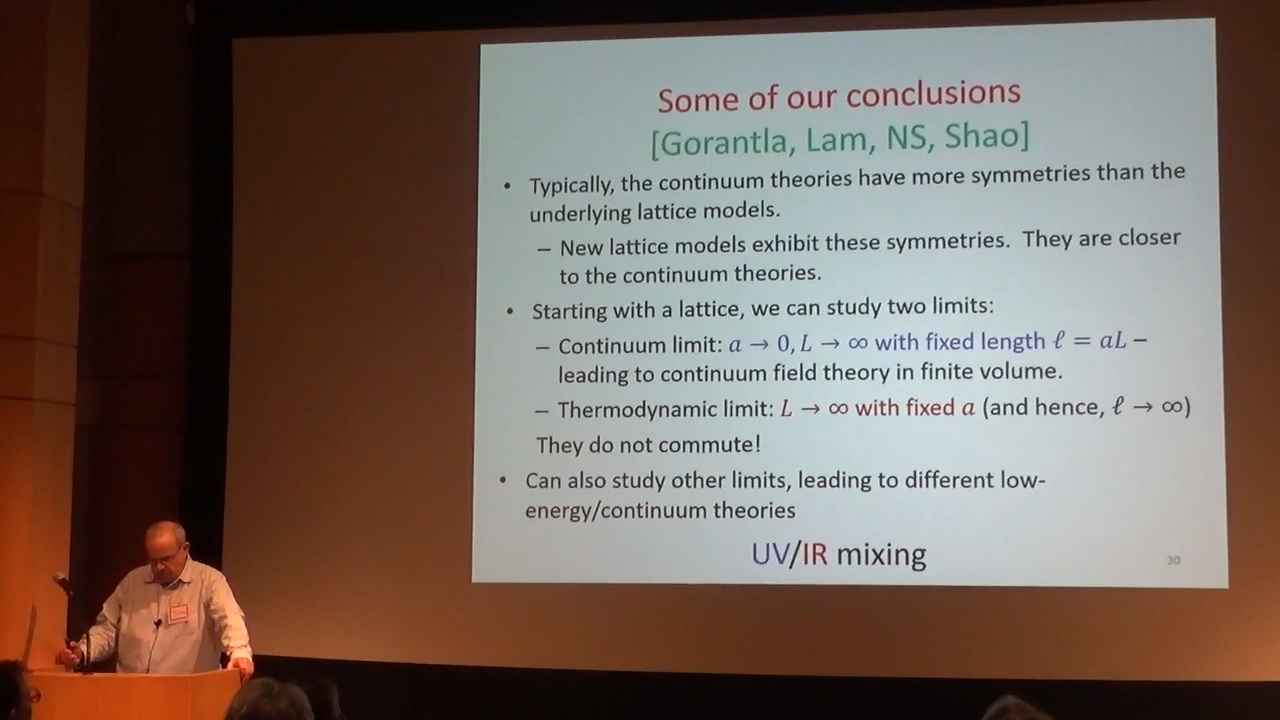 Some of our conclusions
[Gorantla, Lam, NS, Shao]
• Typically, the continuum theories have more symmetries than the
underlying lattice models.
– New lattice models exhibit these symmetries. They are closer
to the continuum theories.
• Starting with a lattice, we can study two limits:
– Continuum limit: a → 0, L → ∞ with fixed length ℓ = aL –
leading to continuum field theory in finite volume.
– Thermodynamic limit: L → ∞ with fixed a (and hence, ℓ → ∞)
They do not commute!
• Can also study other limits, leading to different low-
energy/continuum theories
UV/IR mixing
30